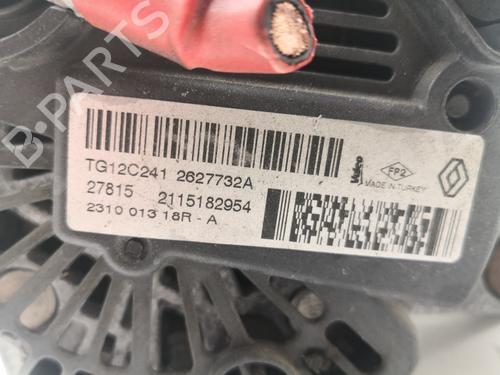 B-PARTS
TG12C241 2627732A
27815 2115182954
2310 013 18R - A
Valeo
FP2
MADE IN TURKEY